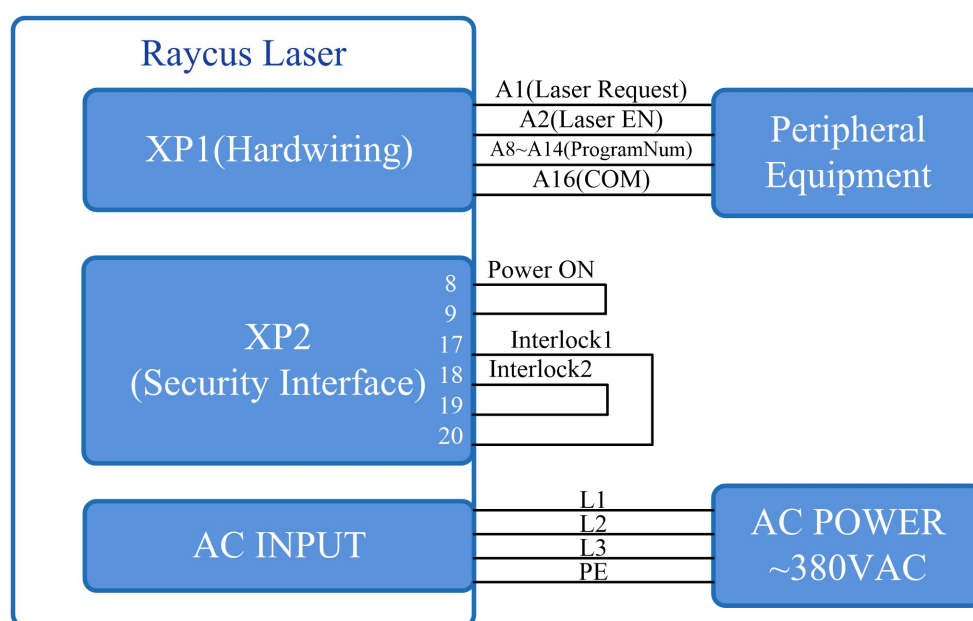 Raycus Laser
XP1(Hardwiring)
A1(Laser Request)
A2(Laser EN)
A8~A14(ProgramNum)
A16(COM)
Peripheral
Equipment
XP2
(Security Interface)
8
9
17
18
19
20
Power ON
Interlock1
Interlock2
AC INPUT
L1
L2
L3
PE
AC POWER
~380VAC